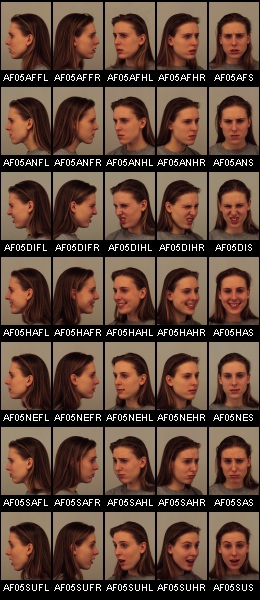 AF05AFFL AF05AFFR AF05AFHL AF05AFHR AF05AFS
AF05ANFL AF05ANFR AF05ANHL AF05ANHR AF05ANS
AF05DIFL AF05DIFR AF05DIHL AF05DIHR AF05DIS
AF05HAFL AF05HAFR AF05HAHL AF05HAHR AF05HAS
AF05NEFL AF05NEFR AF05NEHL AF05NEHR AF05NES
AF05SAFL AF05SAFR AF05SAHL AF05SAHR AF05SAS
AF05SUFL AF05SUFR AF05SUHL AF05SUHR AF05SUS